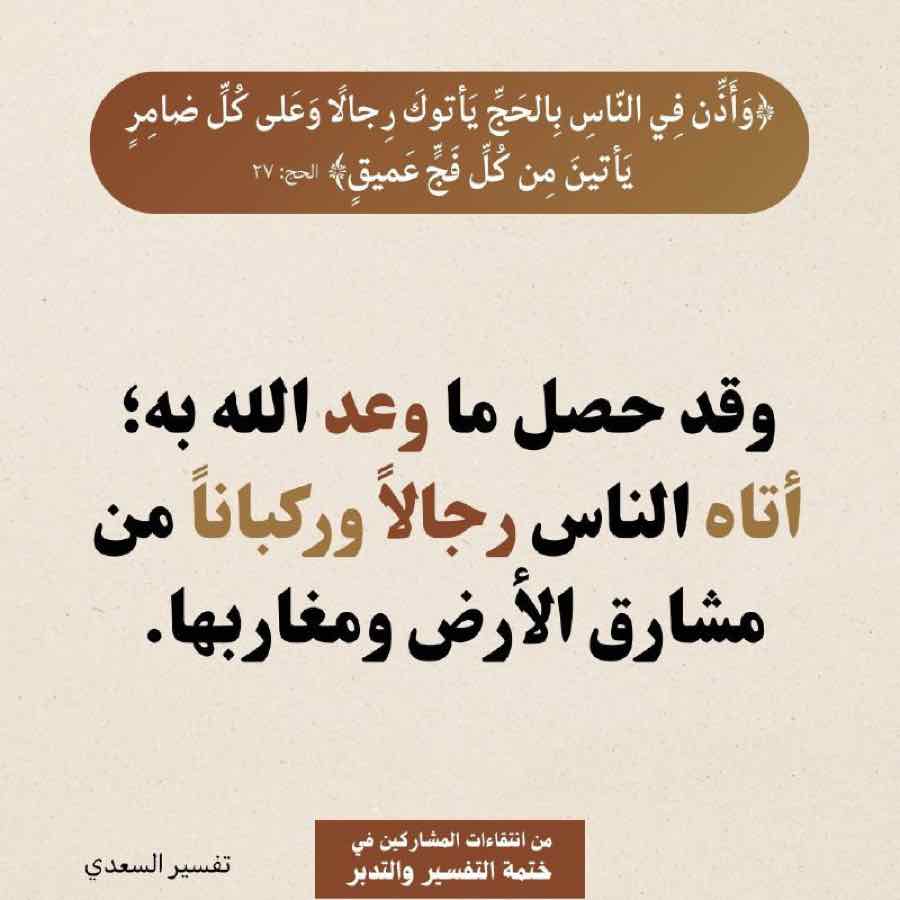 ﴿وَأَذِّن فِي النّاسِ بِالحَجِّ يَأتوكَ رِجالًا وَعَلى كُلِّ ضامِرٍ
يَأتينَ مِن كُلِّ فَجٍّ عَميقٍ﴾ الحج: ٢٧
وقد حصل ما وعد الله به؛
أتاه الناس رجالاً وركباناً من
مشارق الأرض ومغاربها.
من انتقاءات المشاركين في
ختمة التفسير والتدبر
تفسير السعدي